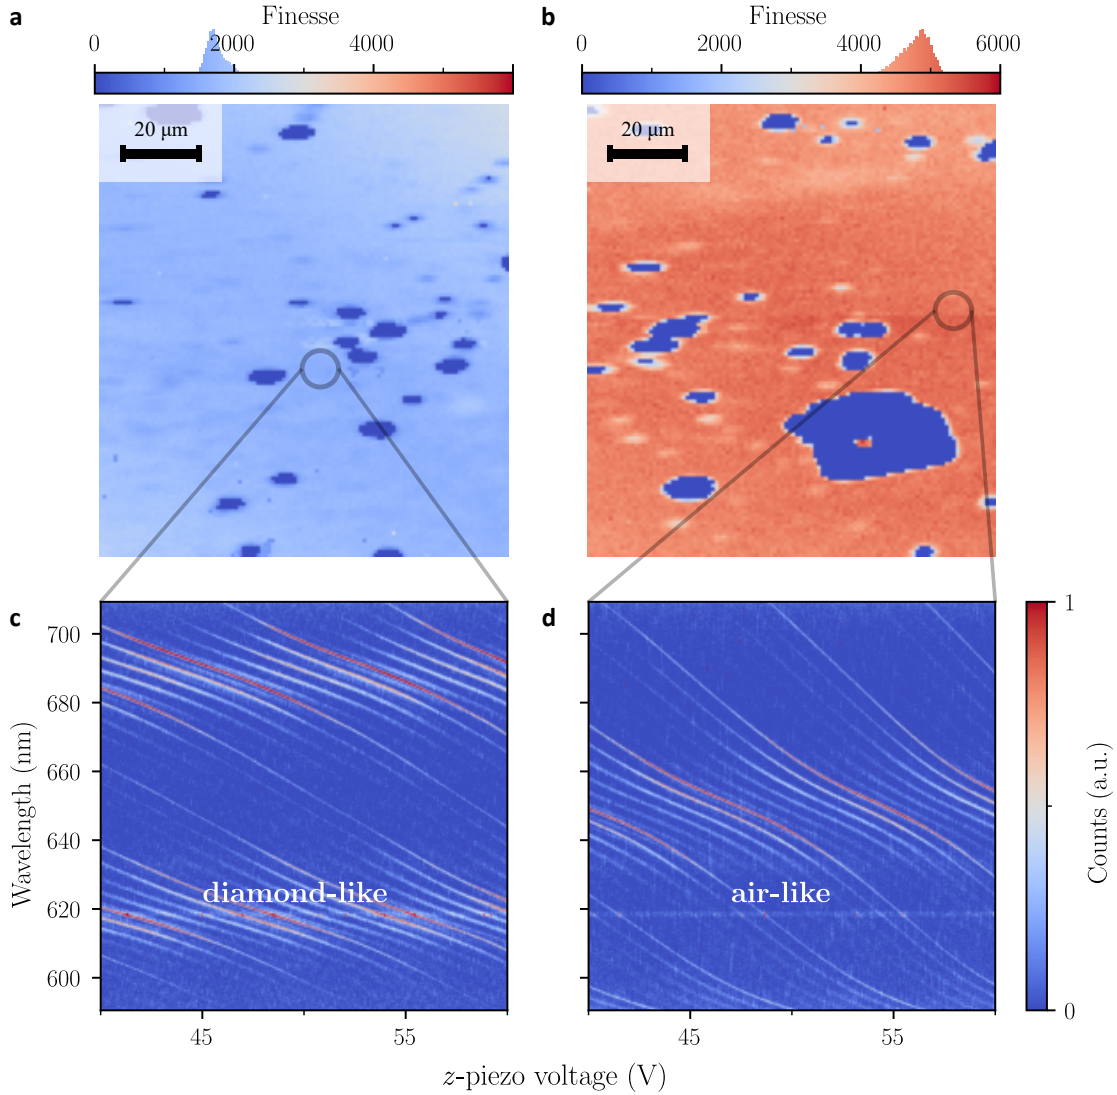 a
Finesse
0 2000 4000
20 µm
b
Finesse
0 2000 4000 6000
20 µm
c
Wavelength (nm)
700
680
660
640
620
600
diamond-like
45 55
d
air-like
45 55
1
0
Counts (a.u.)
z-piezo voltage (V)